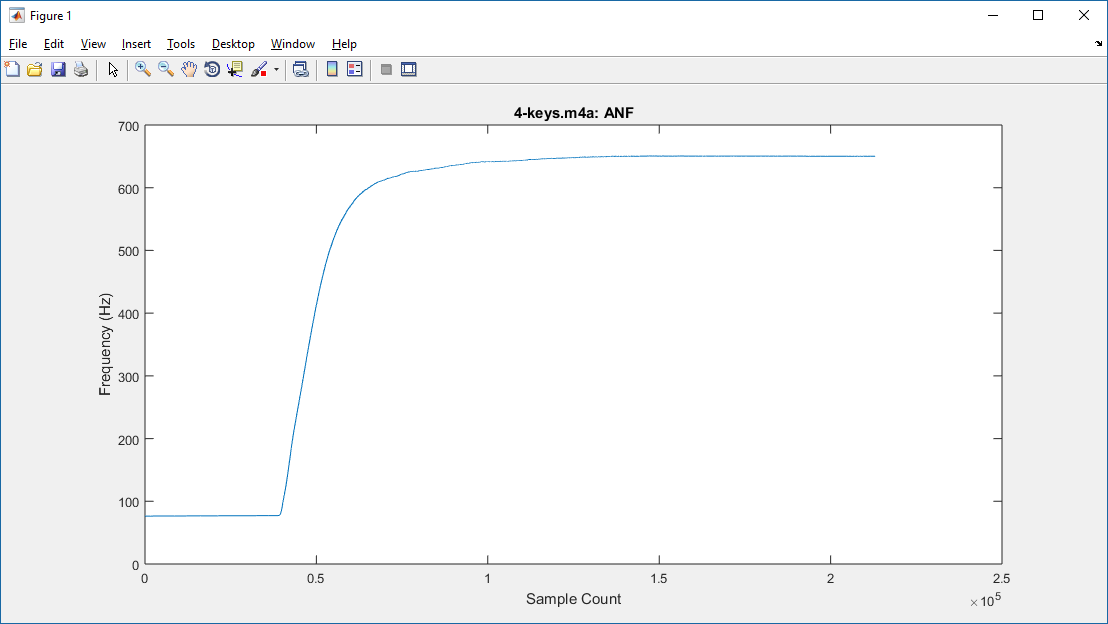 Figure 1
File Edit View Insert Tools Desktop Window Help
4-keys.m4a: ANF
700
600
500
400
300
200
100
0
Frequency (Hz)
0 0.5 1 1.5 2 2.5
Sample Count
× 10^5